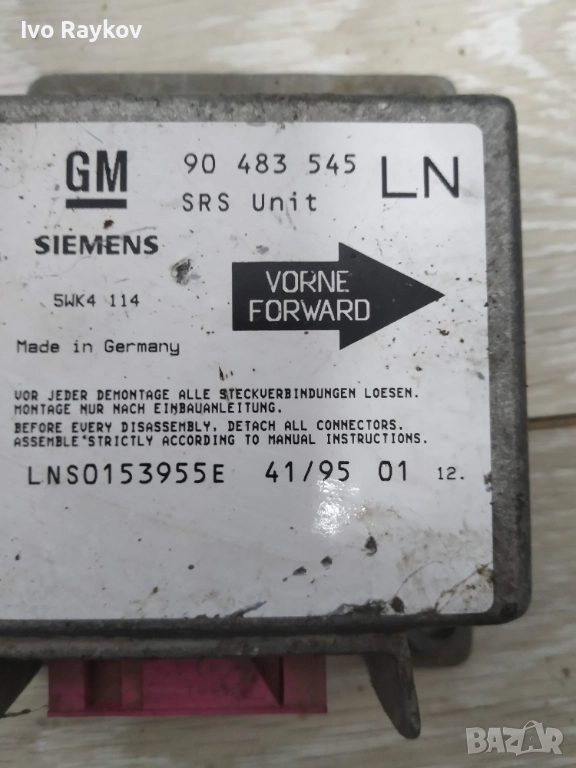 Ivo Raykov
GM
90 483 545 LN
SRS Unit
SIEMENS
VORNE
FORWARD
5WK4 114
Made in Germany
VOR JEDER DEMONTAGE ALLE STECKVERBINDUNGEN LOESEN.
MONTAGE NUR NACH EINBAUANLEITUNG.
BEFORE EVERY DISASSEMBLY, DETACH ALL CONNECTORS.
ASSEMBLE STRICTLY ACCORDING TO MANUAL INSTRUCTIONS.
LNS0153955E 41/95 01 12.
BAZAR